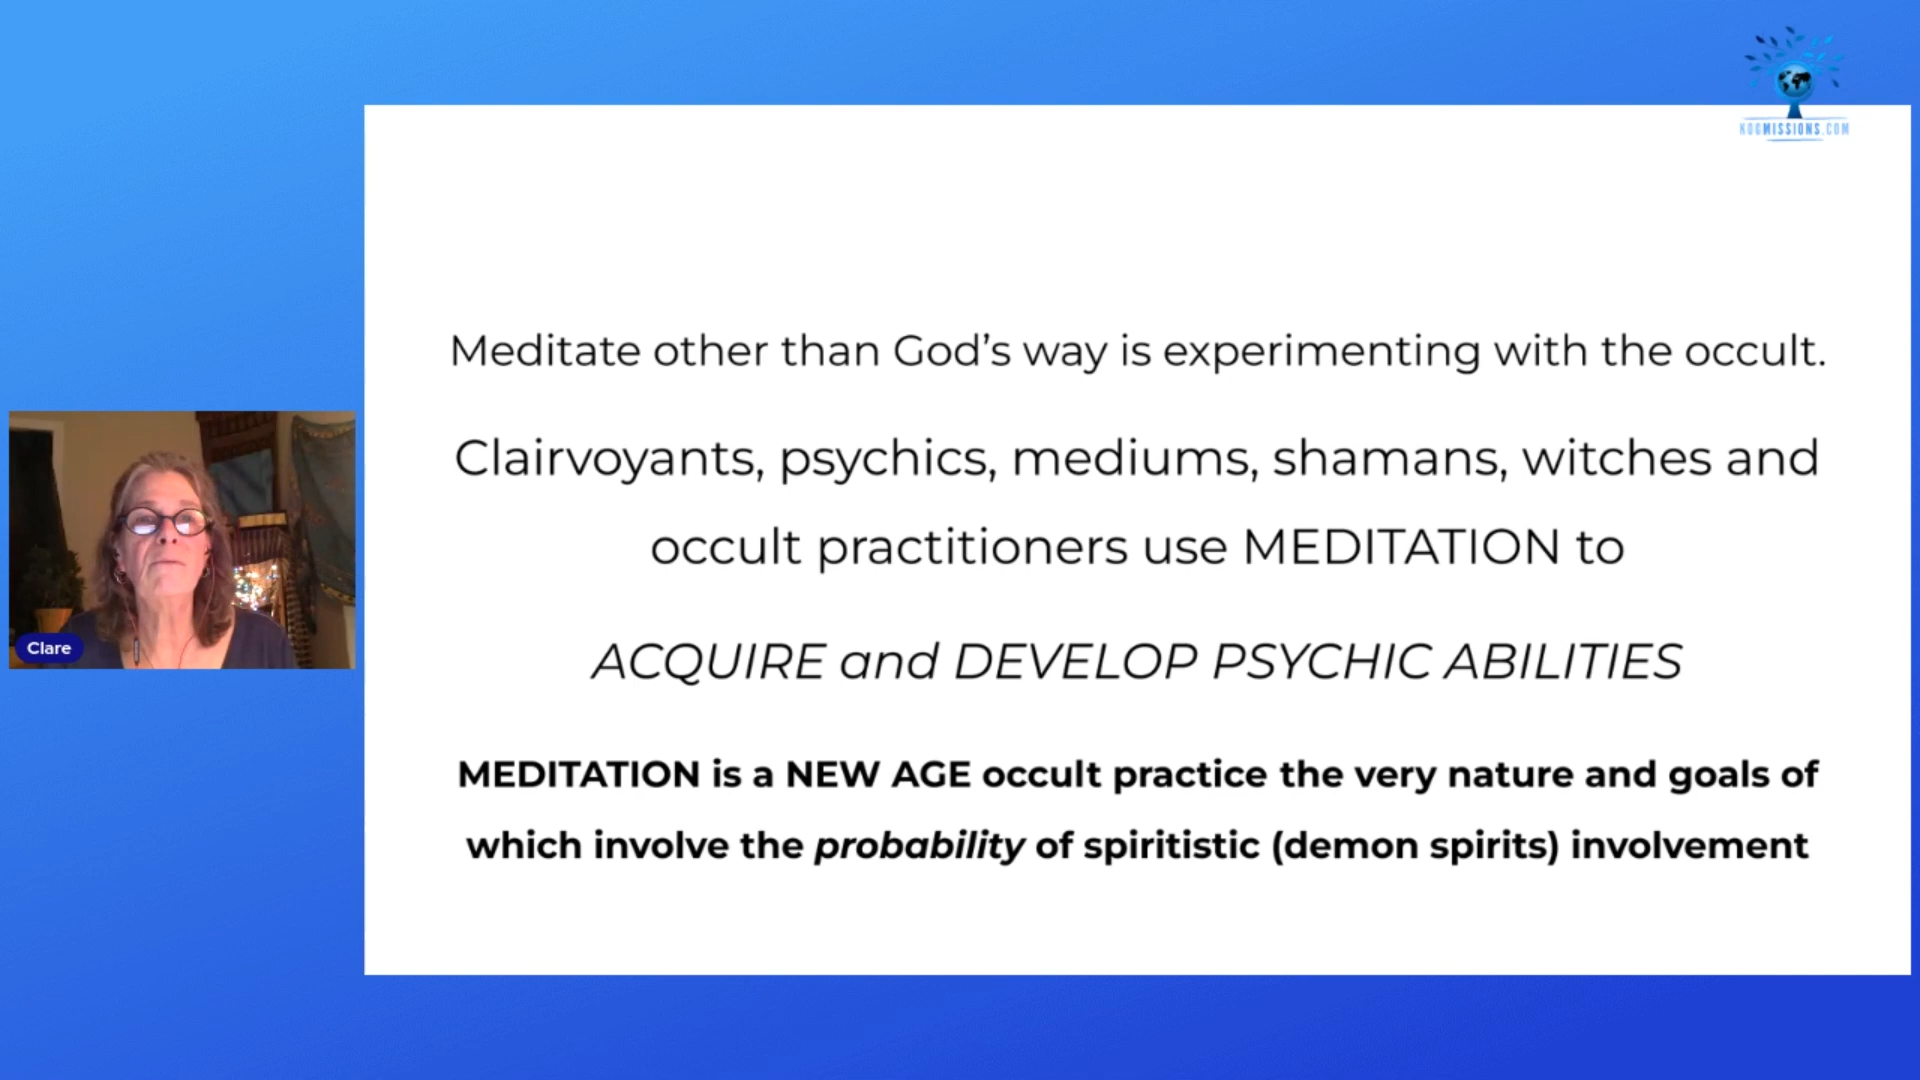 KOGMISSIONS.COM
Meditate other than God’s way is experimenting with the occult.
Clairvoyants, psychics, mediums, shamans, witches and
occult practitioners use MEDITATION to
ACQUIRE and DEVELOP PSYCHIC ABILITIES
MEDITATION is a NEW AGE occult practice the very nature and goals of
which involve the probability of spiritistic (demon spirits) involvement
Clare